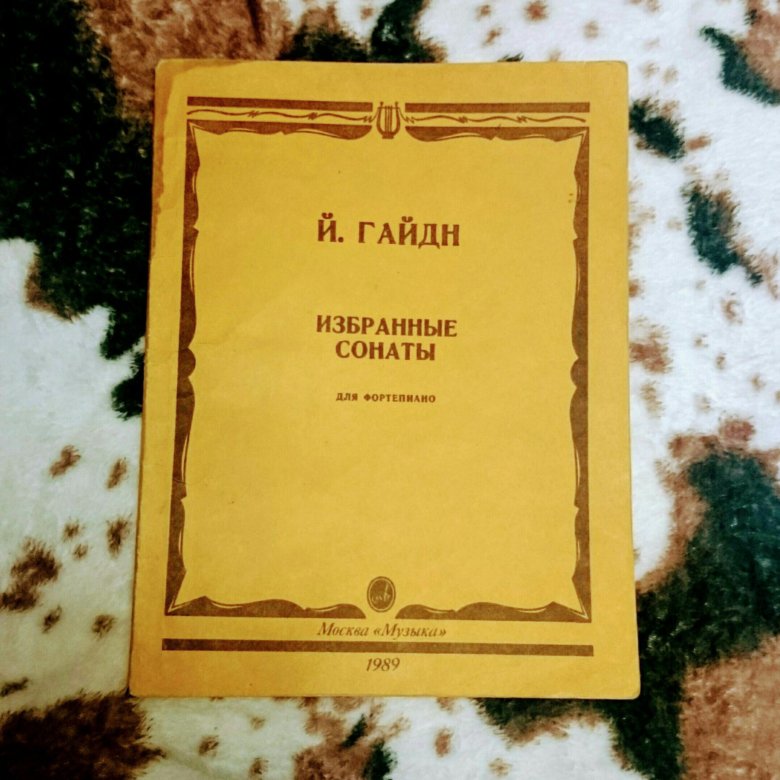 Й. ГАЙДН
ИЗБРАННЫЕ
СОНАТЫ
ДЛЯ ФОРТЕПИАНО
Москва «Музыка»
1989